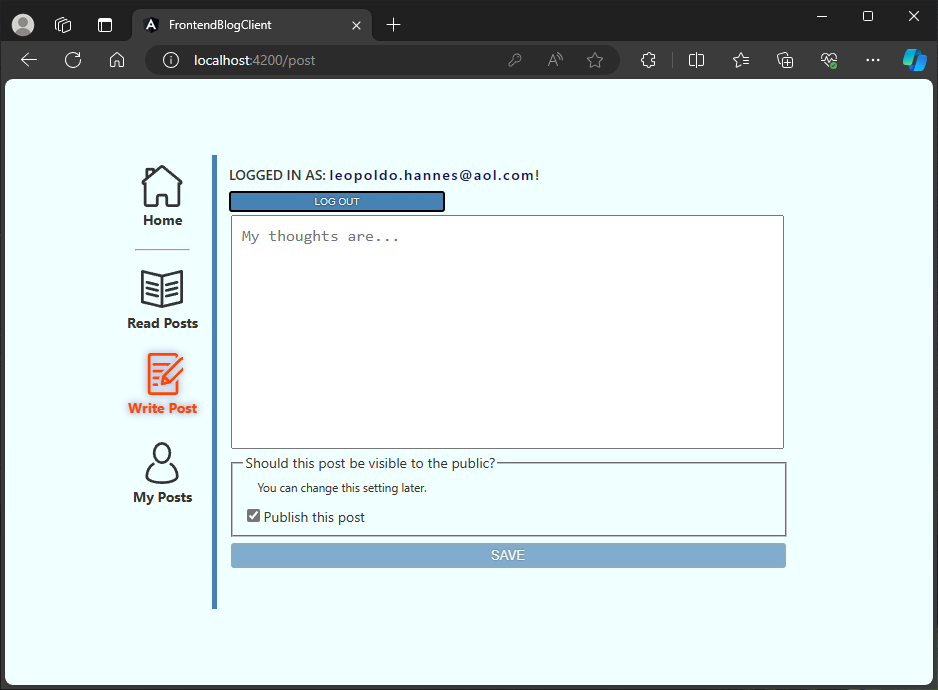 FrontendBlogClient
localhost:4200/post
Home
Read Posts
Write Post
My Posts
LOGGED IN AS: leopoldo.hannes@aol.com!
LOG OUT
My thoughts are...
Should this post be visible to the public?
You can change this setting later.
Publish this post
SAVE